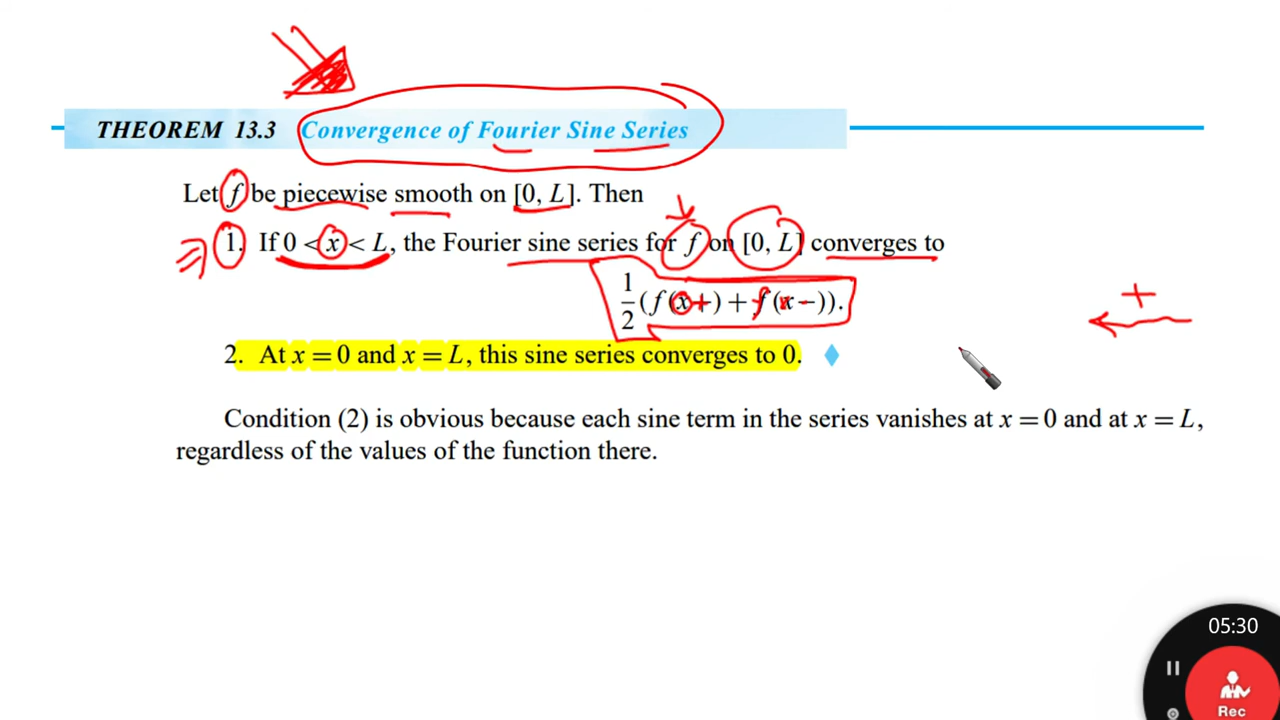 THEOREM 13.3 Convergence of Fourier Sine Series
Let f be piecewise smooth on [0, L]. Then
1. If 0 < x < L, the Fourier sine series for f on [0, L] converges to
1/2 (f(x+) + f(x−)).
+
2. At x = 0 and x = L, this sine series converges to 0.
Condition (2) is obvious because each sine term in the series vanishes at x = 0 and at x = L,
regardless of the values of the function there.
05:30
Rec